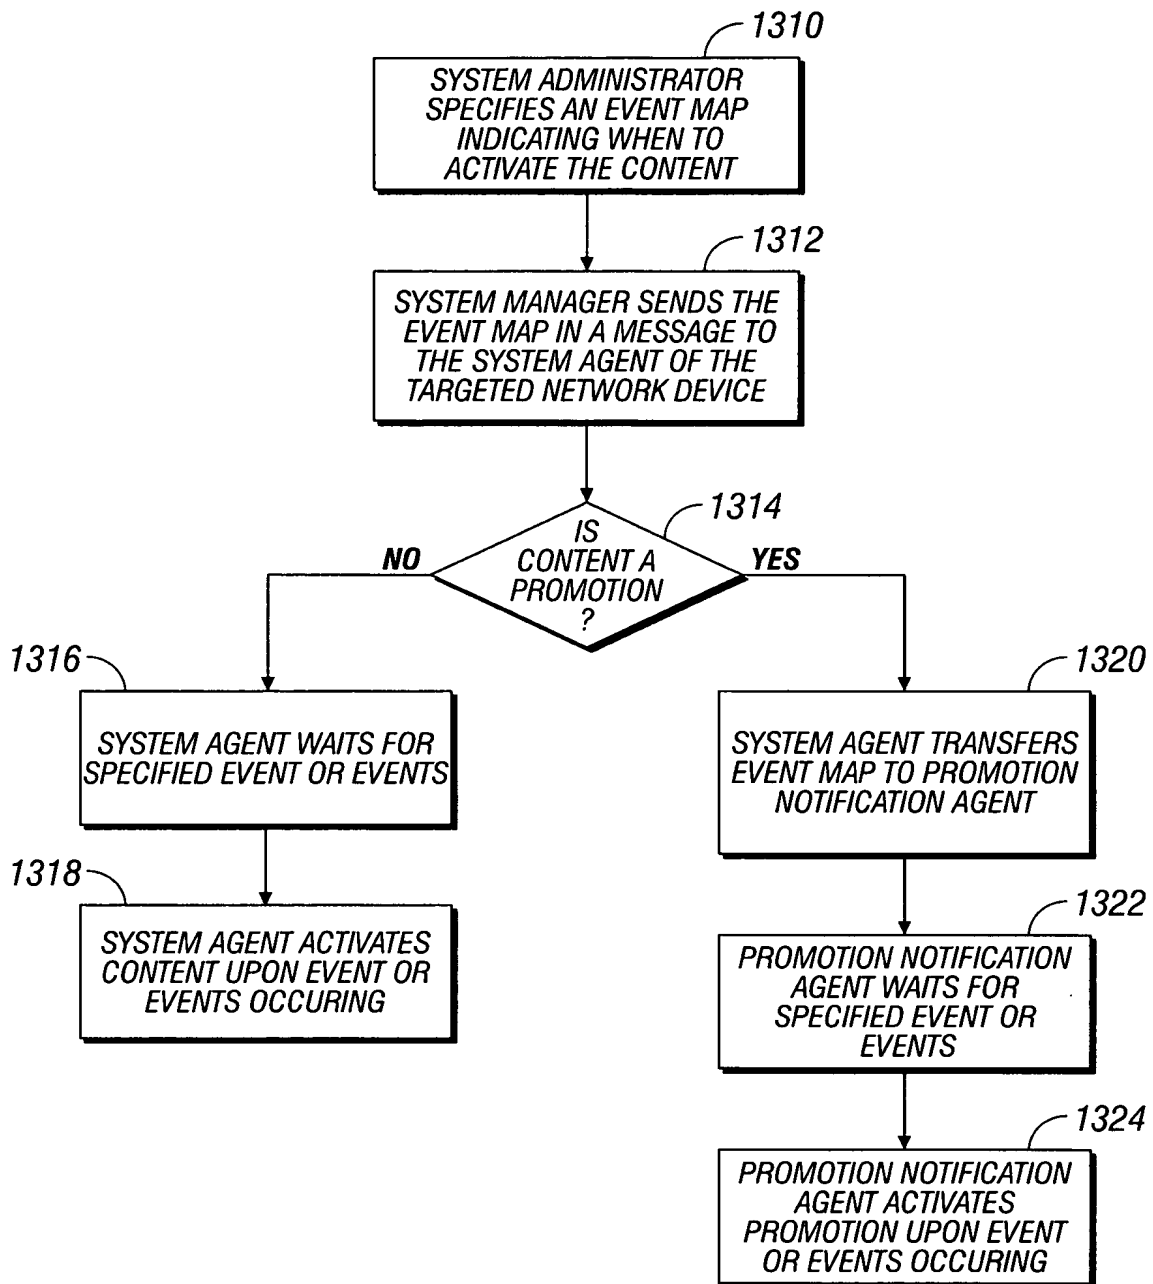 1310
SYSTEM ADMINISTRATOR
SPECIFIES AN EVENT MAP
INDICATING WHEN TO
ACTIVATE THE CONTENT
1312
SYSTEM MANAGER SENDS THE
EVENT MAP IN A MESSAGE TO
THE SYSTEM AGENT OF THE
TARGETED NETWORK DEVICE
1314
IS
CONTENT A
PROMOTION
?
NO
YES
1316
SYSTEM AGENT WAITS FOR
SPECIFIED EVENT OR EVENTS
1318
SYSTEM AGENT ACTIVATES
CONTENT UPON EVENT OR
EVENTS OCCURING
1320
SYSTEM AGENT TRANSFERS
EVENT MAP TO PROMOTION
NOTIFICATION AGENT
1322
PROMOTION NOTIFICATION
AGENT WAITS FOR
SPECIFIED EVENT OR
EVENTS
1324
PROMOTION NOTIFICATION
AGENT ACTIVATES
PROMOTION UPON EVENT
OR EVENTS OCCURING